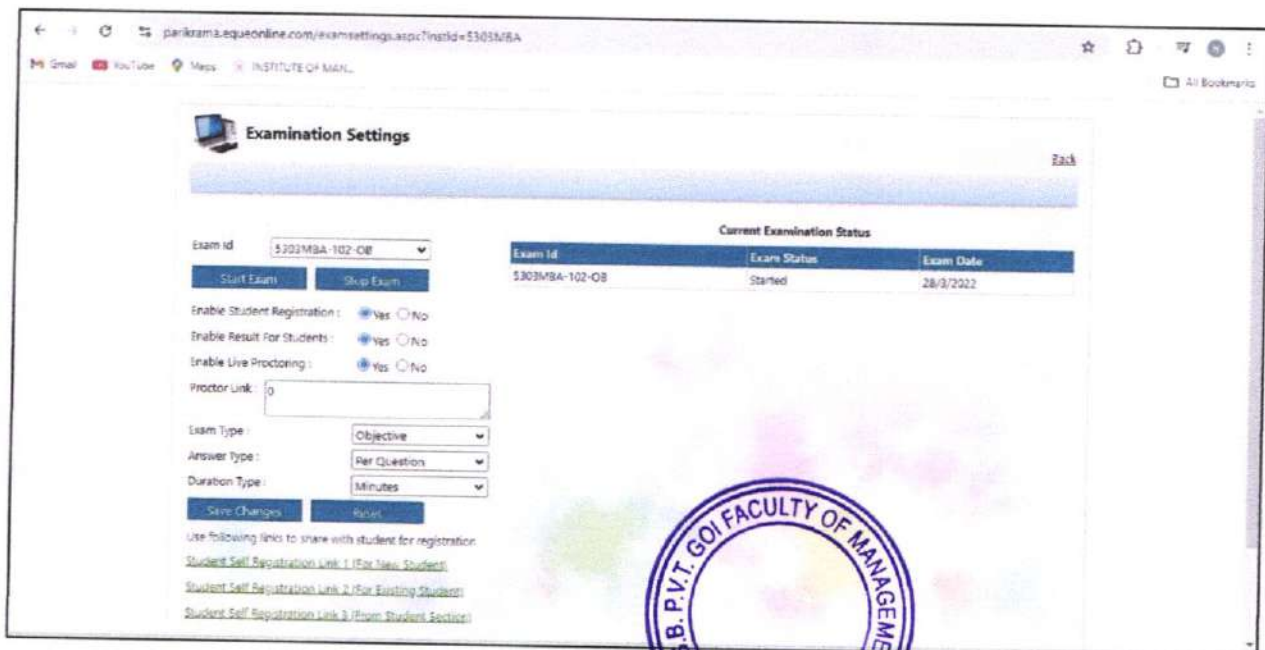 parikrama.equeonline.com/examsettings.aspx?instid=5303MBA
Gmail YouTube Maps INSTITUTE OF MAN...
All Bookmarks
Examination Settings
Back
Current Examination Status
Exam Id 5303MBA-102-OB
Start Exam Stop Exam
Exam Id Exam Status Exam Date
5303MBA-102-OB Started 28/3/2022
Enable Student Registration : Yes No
Enable Result For Students : Yes No
Enable Live Proctoring : Yes No
Proctor Link : 0
Exam Type : Objective
Answer Type : Per Question
Duration Type : Minutes
Save Changes Reset
Use following links to share with student for registration
Student Self Registration Link 1 (For New Student)
Student Self Registration Link 2 (For Existing Student)
Student Self Registration Link 3 (From Student Section)
.B. P.V.T. GOI FACULTY OF MANAGEME